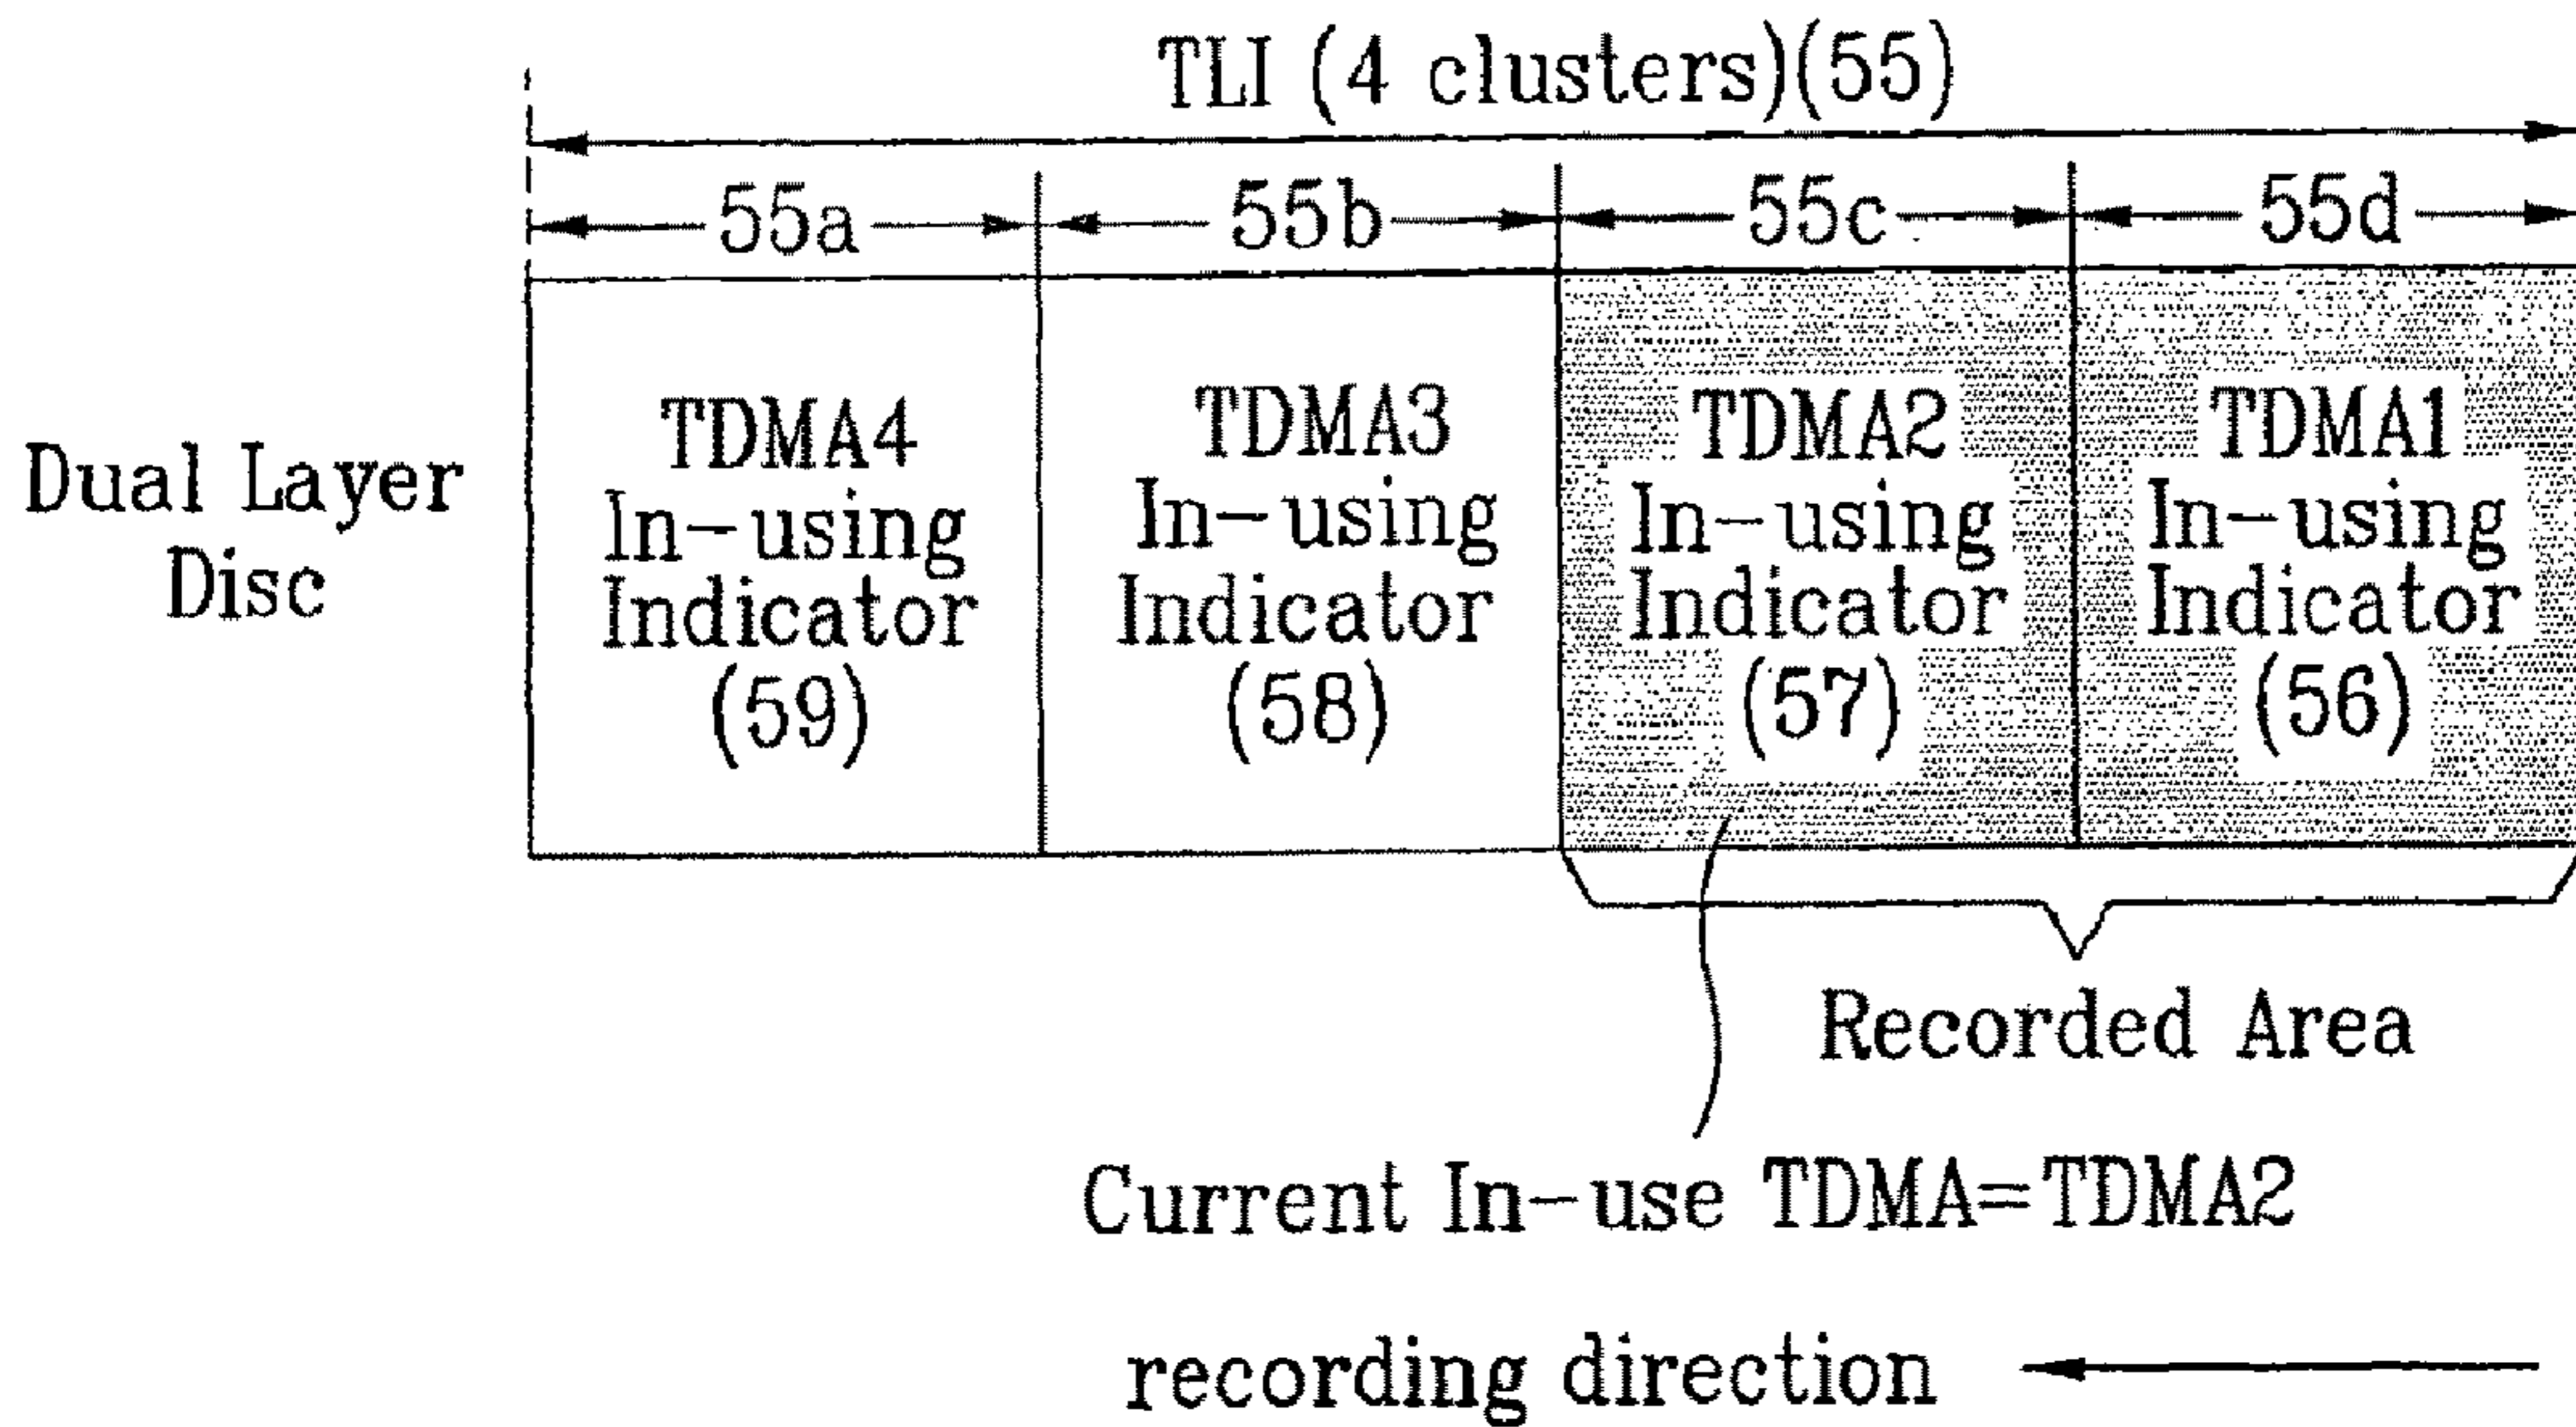 TLI (4 clusters)(55)
55a 55b 55c 55d
Dual Layer
Disc
TDMA4
In-using
Indicator
(59)
TDMA3
In-using
Indicator
(58)
TDMA2
In-using
Indicator
(57)
TDMA1
In-using
Indicator
(56)
Recorded Area
Current In-use TDMA=TDMA2
recording direction